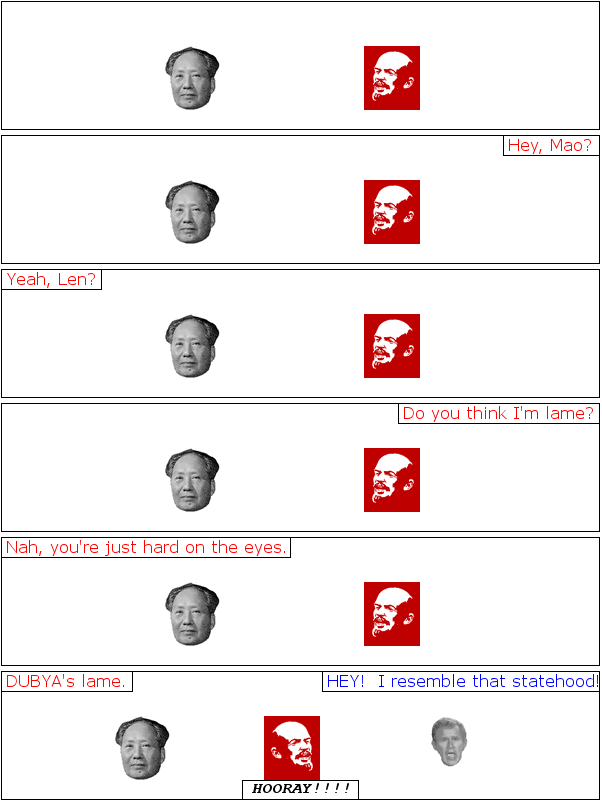 Hey, Mao?
Yeah, Len?
Do you think I'm lame?
Nah, you're just hard on the eyes.
DUBYA's lame.
HEY!  I resemble that statehood!
HOORAY!!!!